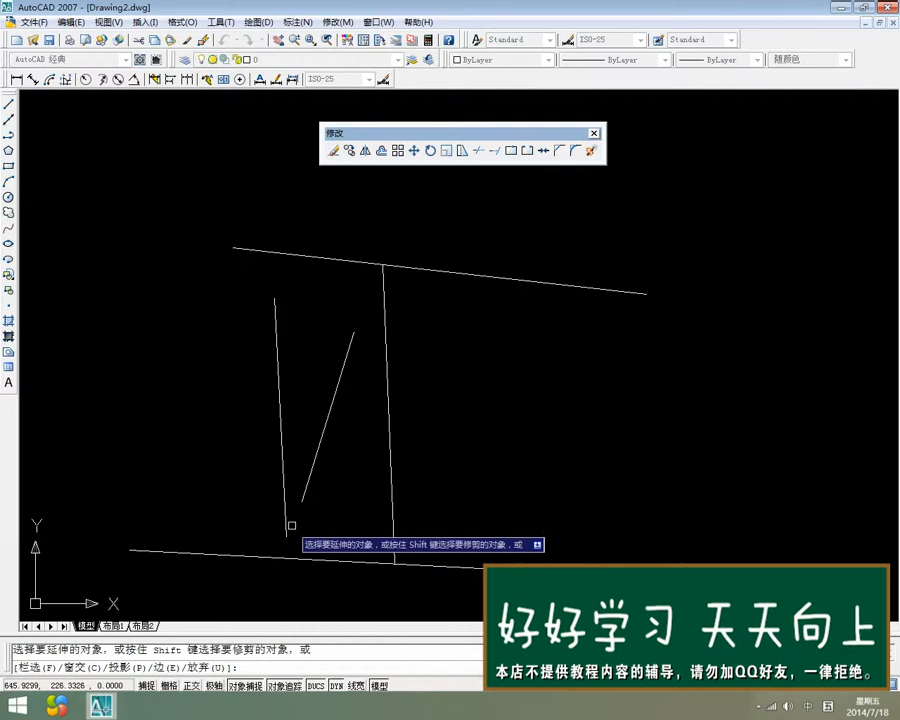 AutoCAD 2007 - [Drawing2.dwg]
文件(F) 编辑(E) 视图(V) 插入(I) 格式(O) 工具(T) 绘图(D) 标注(N) 修改(M) 窗口(W) 帮助(H)
Standard ISO-25 Standard
AutoCAD 经典 0 ByLayer ByLayer ByLayer 随颜色
ISO-25
A
修改
选择要延伸的对象，或按住 Shift 键选择要修剪的对象，或
Y
X
模型 布局1 布局2
选择要延伸的对象，或按住 Shift 键选择要修剪的对象，或
[栏选(F)/窗交(C)/投影(P)/边(E)/放弃(U)]:
645.9299, 226.3326, 0.0000 捕捉 栅格 正交 极轴 对象捕捉 对象追踪 DUCS DYN 线宽 模型
好好学习 天天向上
本店不提供教程内容的辅导，请勿加QQ好友，一律拒绝。
中 五
星期五
2014/7/18